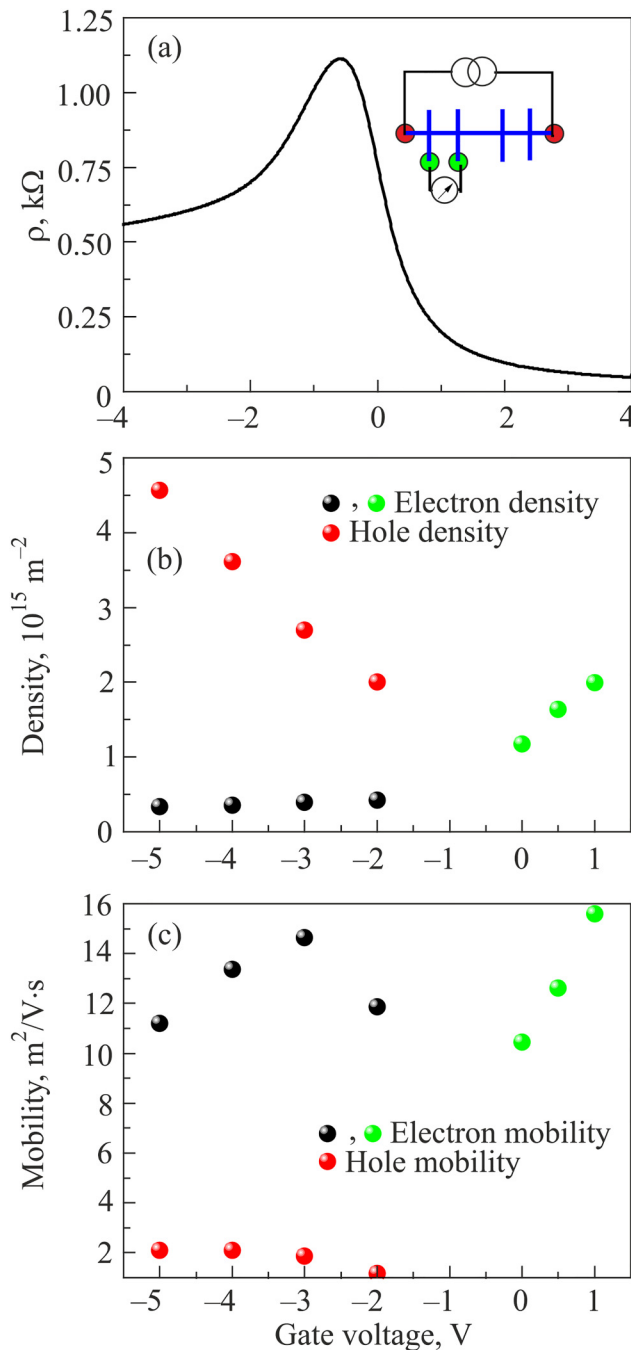 1.25
(a)
1.00
0.75
ρ, kΩ
0.50
0.25
0
–4 –2 0 2 4
5
, Electron density
Hole density
4
(b)
3
Density, 10¹⁵ m⁻²
2
1
0
–5 –4 –3 –2 –1 0 1
16
(c)
14
12
10
Mobility, m²/V·s
8
, Electron mobility
Hole mobility
6
4
2
–5 –4 –3 –2 –1 0 1
Gate voltage, V